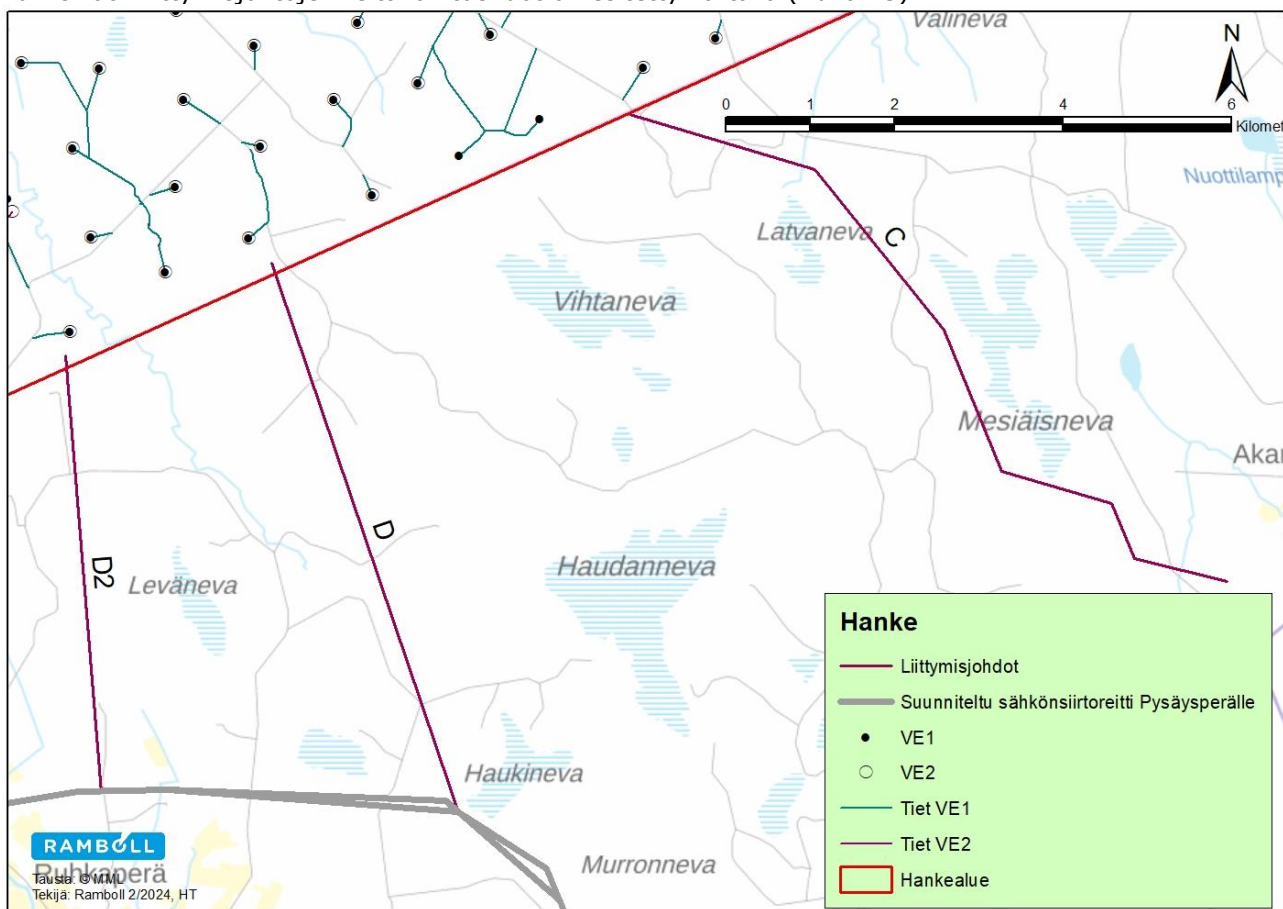 Välineva
N
0 1 2 4 6
Kilomet
Nuottilamp
Latvaneva
C
Vihtaneva
Mesiäisneva
Akar
D
D2
Leväneva
Haudanneva
Haukineva
Murronneva
Ruhkaperä
Hanke
Liittymisjohdot
Suunniteltu sähkönsiirtoreitti Pysäysperälle
VE1
VE2
Tiet VE1
Tiet VE2
Hankealue
RAMBOLL
Tausta: © MML
Tekijä: Ramboll 2/2024, HT